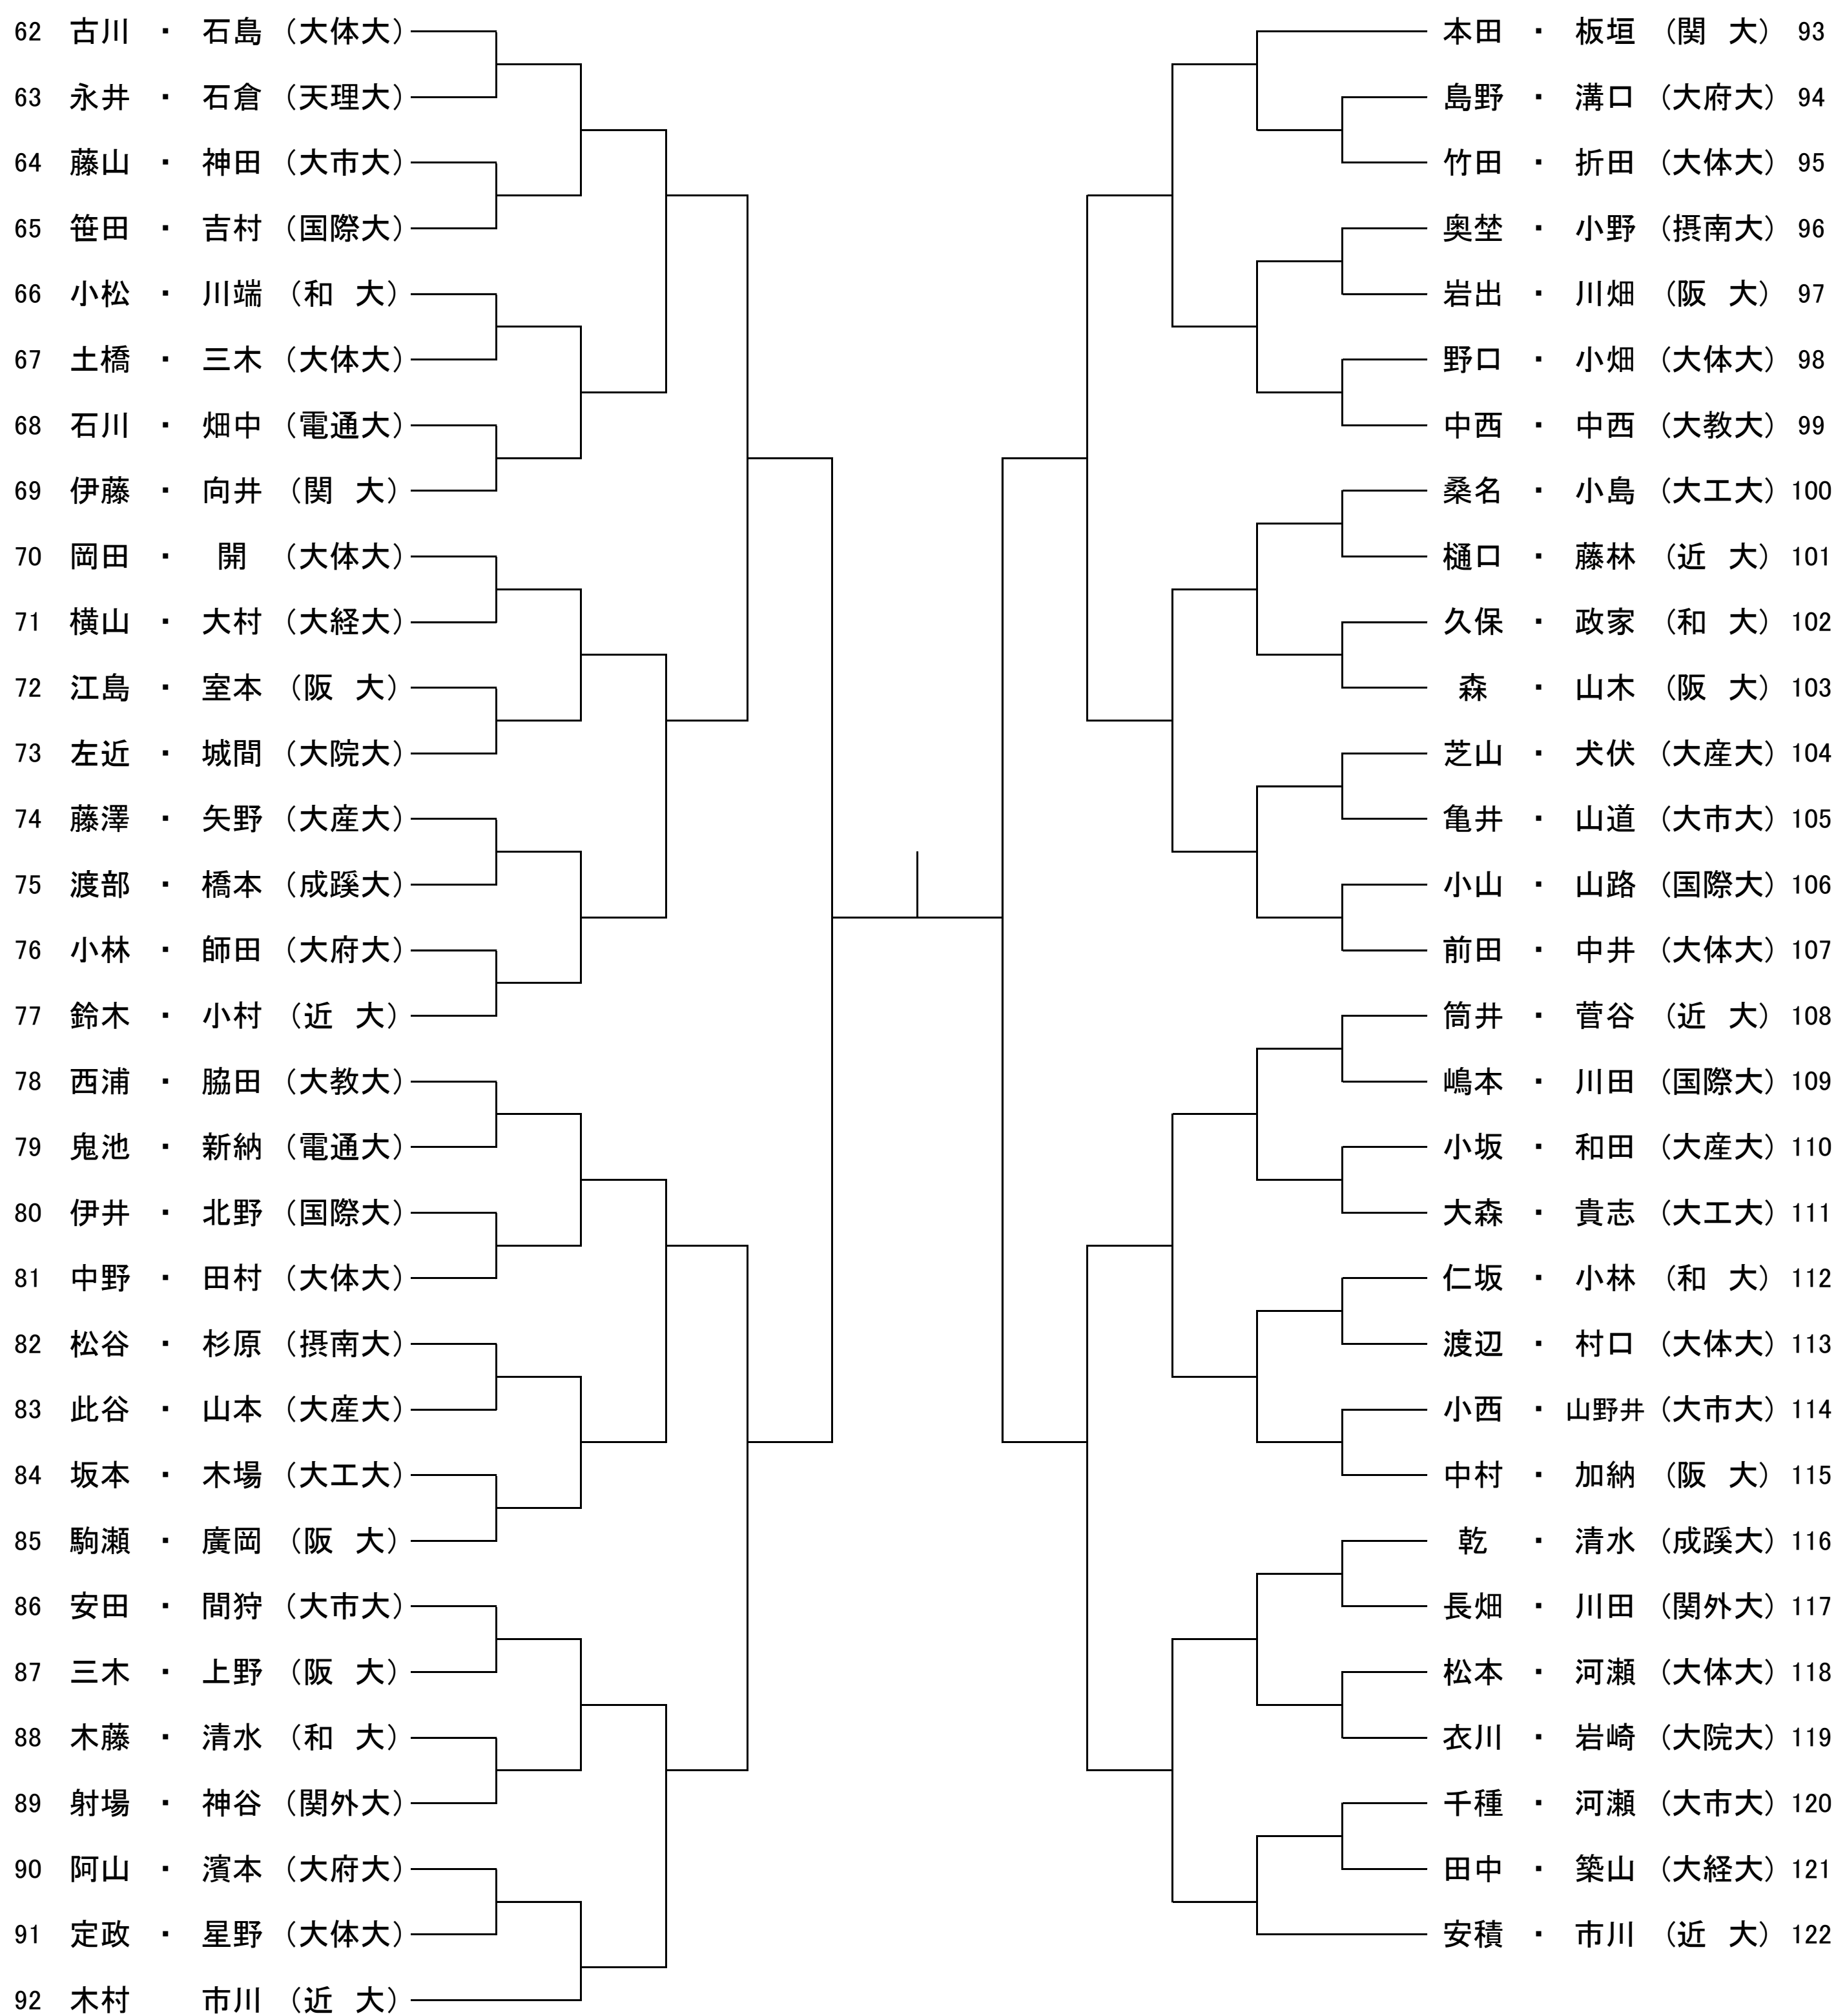 62 古川 ・ 石島 (大体大)
63 永井 ・ 石倉 (天理大)
64 藤山 ・ 神田 (大市大)
65 笹田 ・ 吉村 (国際大)
66 小松 ・ 川端 (和 大)
67 土橋 ・ 三木 (大体大)
68 石川 ・ 畑中 (電通大)
69 伊藤 ・ 向井 (関 大)
70 岡田 ・ 開 (大体大)
71 横山 ・ 大村 (大経大)
72 江島 ・ 室本 (阪 大)
73 左近 ・ 城間 (大院大)
74 藤澤 ・ 矢野 (大産大)
75 渡部 ・ 橋本 (成蹊大)
76 小林 ・ 師田 (大府大)
77 鈴木 ・ 小村 (近 大)
78 西浦 ・ 脇田 (大教大)
79 鬼池 ・ 新納 (電通大)
80 伊井 ・ 北野 (国際大)
81 中野 ・ 田村 (大体大)
82 松谷 ・ 杉原 (摂南大)
83 此谷 ・ 山本 (大産大)
84 坂本 ・ 木場 (大工大)
85 駒瀬 ・ 廣岡 (阪 大)
86 安田 ・ 間狩 (大市大)
87 三木 ・ 上野 (阪 大)
88 木藤 ・ 清水 (和 大)
89 射場 ・ 神谷 (関外大)
90 阿山 ・ 濱本 (大府大)
91 定政 ・ 星野 (大体大)
92 木村 市川 (近 大)
本田 ・ 板垣 (関 大) 93
島野 ・ 溝口 (大府大) 94
竹田 ・ 折田 (大体大) 95
奥埜 ・ 小野 (摂南大) 96
岩出 ・ 川畑 (阪 大) 97
野口 ・ 小畑 (大体大) 98
中西 ・ 中西 (大教大) 99
桑名 ・ 小島 (大工大) 100
樋口 ・ 藤林 (近 大) 101
久保 ・ 政家 (和 大) 102
森 ・ 山木 (阪 大) 103
芝山 ・ 犬伏 (大産大) 104
亀井 ・ 山道 (大市大) 105
小山 ・ 山路 (国際大) 106
前田 ・ 中井 (大体大) 107
筒井 ・ 菅谷 (近 大) 108
嶋本 ・ 川田 (国際大) 109
小坂 ・ 和田 (大産大) 110
大森 ・ 貴志 (大工大) 111
仁坂 ・ 小林 (和 大) 112
渡辺 ・ 村口 (大体大) 113
小西 ・ 山野井 (大市大) 114
中村 ・ 加納 (阪 大) 115
乾 ・ 清水 (成蹊大) 116
長畑 ・ 川田 (関外大) 117
松本 ・ 河瀬 (大体大) 118
衣川 ・ 岩崎 (大院大) 119
千種 ・ 河瀬 (大市大) 120
田中 ・ 築山 (大経大) 121
安積 ・ 市川 (近 大) 122